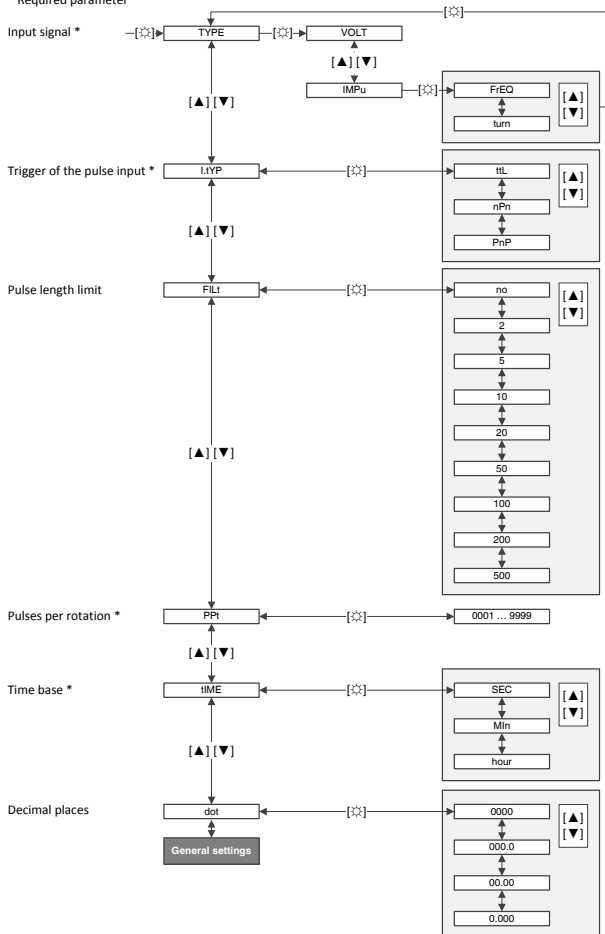 Required parameter
[☼]
Input signal * [☼] TYPE [☼] VOLT
[▲] [▼]
IMPu [☼] FrEQ [▲]
[▼]
[▲] [▼]
turn
Trigger of the pulse input * I.tYP [☼] ttL [▲]
[▼]
nPn
[▲] [▼]
PnP
Pulse length limit FILt [☼] no [▲]
[▼]
2
5
10
20
[▲] [▼]
50
100
200
500
Pulses per rotation * PPt [☼] 0001 ... 9999
[▲] [▼]
Time base * tIME [☼] SEC [▲]
[▼]
MIn
[▲] [▼]
hour
Decimal places dot [☼] 0000 [▲]
[▼]
General settings 000.0
00.00
0.000